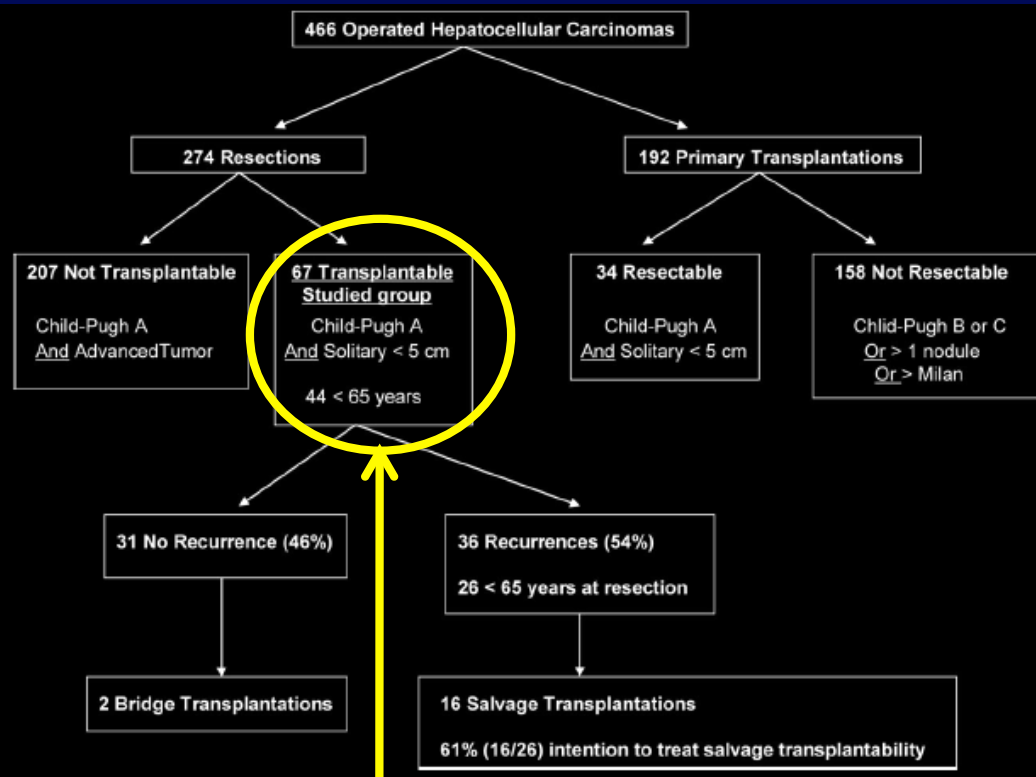 466 Operated Hepatocellular Carcinomas
274 Resections
192 Primary Transplantations
207 Not Transplantable
Child-Pugh A
And AdvancedTumor
67 Transplantable
Studied group
Child-Pugh A
And Solitary < 5 cm
44 < 65 years
34 Resectable
Child-Pugh A
And Solitary < 5 cm
158 Not Resectable
Chlid-Pugh B or C
Or > 1 nodule
Or > Milan
31 No Recurrence (46%)
36 Recurrences (54%)
26 < 65 years at resection
2 Bridge Transplantations
16 Salvage Transplantations
61% (16/26) intention to treat salvage transplantability